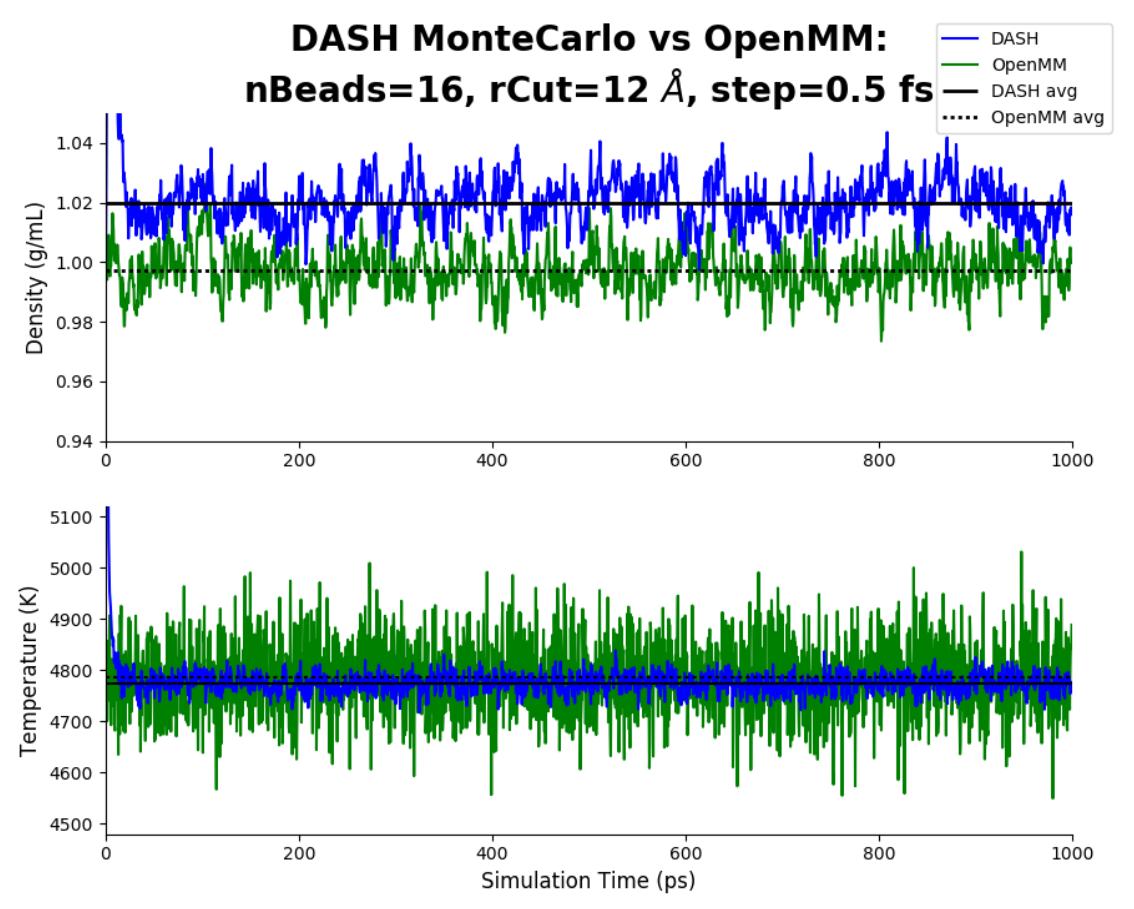 DASH MonteCarlo vs OpenMM:
nBeads=16, rCut=12 Å, step=0.5 fs
DASH
OpenMM
DASH avg
OpenMM avg
Density (g/mL)
1.04
1.02
1.00
0.98
0.96
0.94
0 200 400 600 800 1000
Temperature (K)
5100
5000
4900
4800
4700
4600
4500
0 200 400 600 800 1000
Simulation Time (ps)